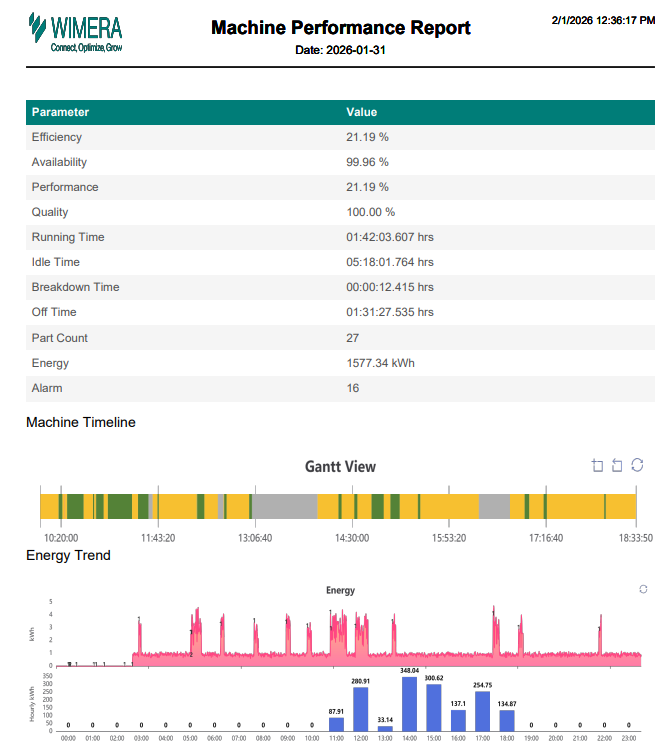 WIMERA
Connect, Optimize, Grow
Machine Performance Report
Date: 2026-01-31
2/1/2026 12:36:17 PM
Parameter Value
Efficiency 21.19 %
Availability 99.96 %
Performance 21.19 %
Quality 100.00 %
Running Time 01:42:03.607 hrs
Idle Time 05:18:01.764 hrs
Breakdown Time 00:00:12.415 hrs
Off Time 01:31:27.535 hrs
Part Count 27
Energy 1577.34 kWh
Alarm 16
Machine Timeline
Gantt View
10:20:00 11:43:20 13:06:40 14:30:00 15:53:20 17:16:40 18:33:50
Energy Trend
Energy
kWh
5
4
3
2
1
0
Hourly kWh
350
300
250
200
150
100
50
0
0 0 0 0 0 0 0 0 0 0 0 87.91 280.91 33.14 348.04 300.62 137.1 254.75 134.87 0 0 0 0 0
00:00 01:00 02:00 03:00 04:00 05:00 06:00 07:00 08:00 09:00 10:00 11:00 12:00 13:00 14:00 15:00 16:00 17:00 18:00 19:00 20:00 21:00 22:00 23:00